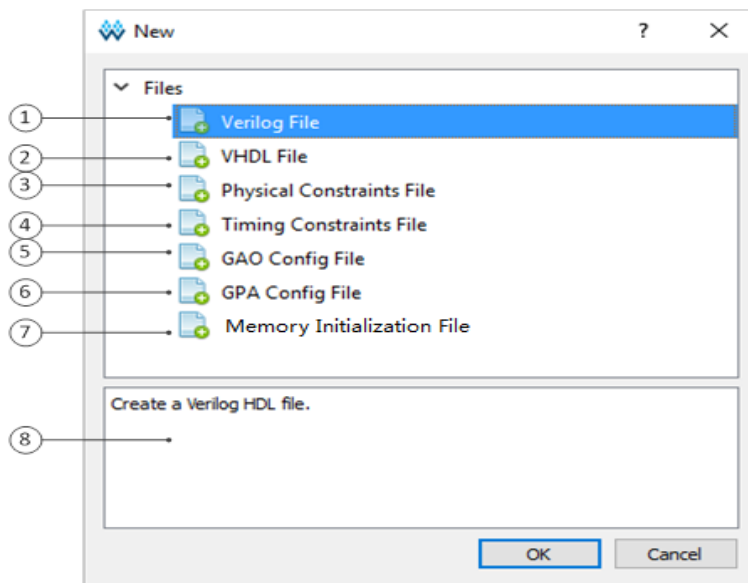 New
?
Files
① Verilog File
② VHDL File
③ Physical Constraints File
④ Timing Constraints File
⑤ GAO Config File
⑥ GPA Config File
⑦ Memory Initialization File
Create a Verilog HDL file.
⑧
OK Cancel